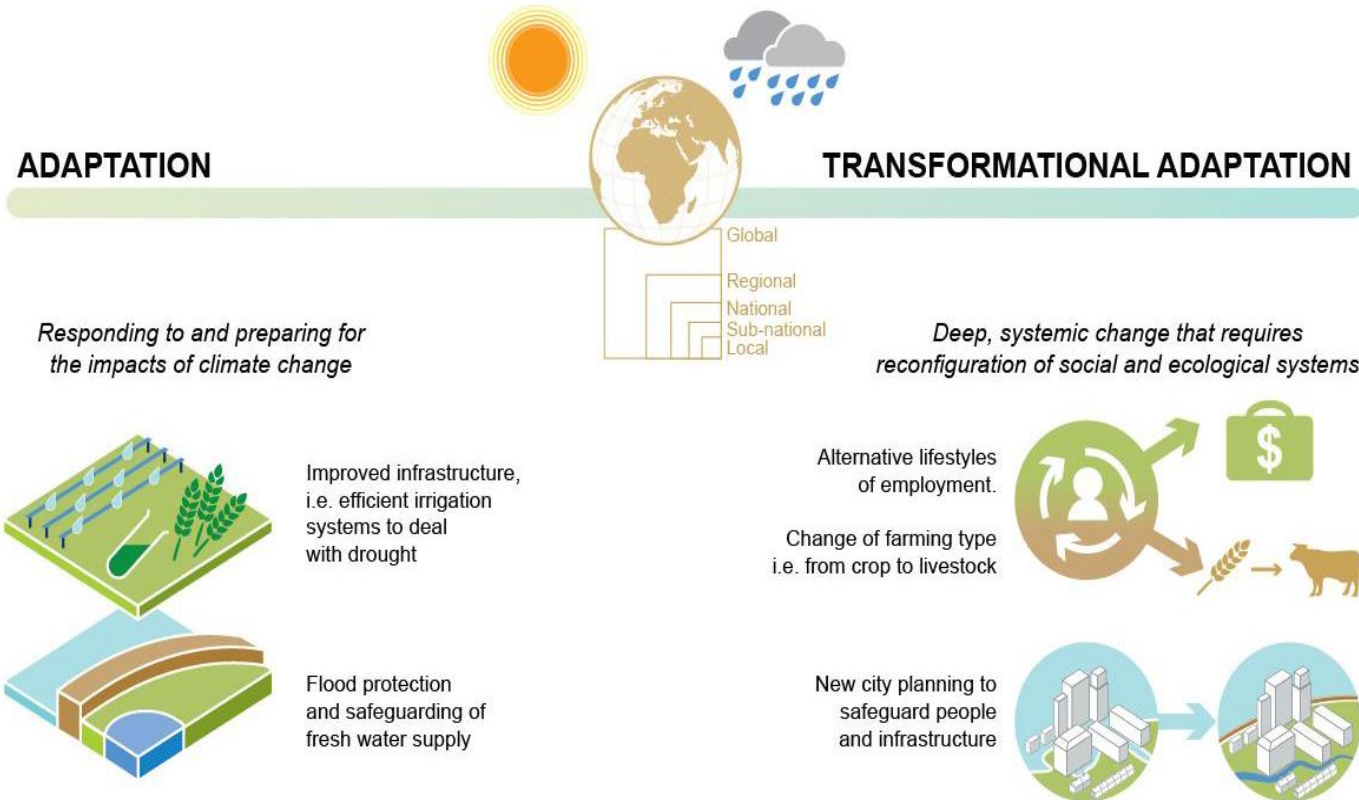 ADAPTATION
TRANSFORMATIONAL ADAPTATION
Global
Regional
National
Sub-national
Local
Responding to and preparing for
the impacts of climate change
Deep, systemic change that requires
reconfiguration of social and ecological systems
Improved infrastructure,
i.e. efficient irrigation
systems to deal
with drought
Flood protection
and safeguarding of
fresh water supply
Alternative lifestyles
of employment.
$
Change of farming type
i.e. from crop to livestock
New city planning to
safeguard people
and infrastructure